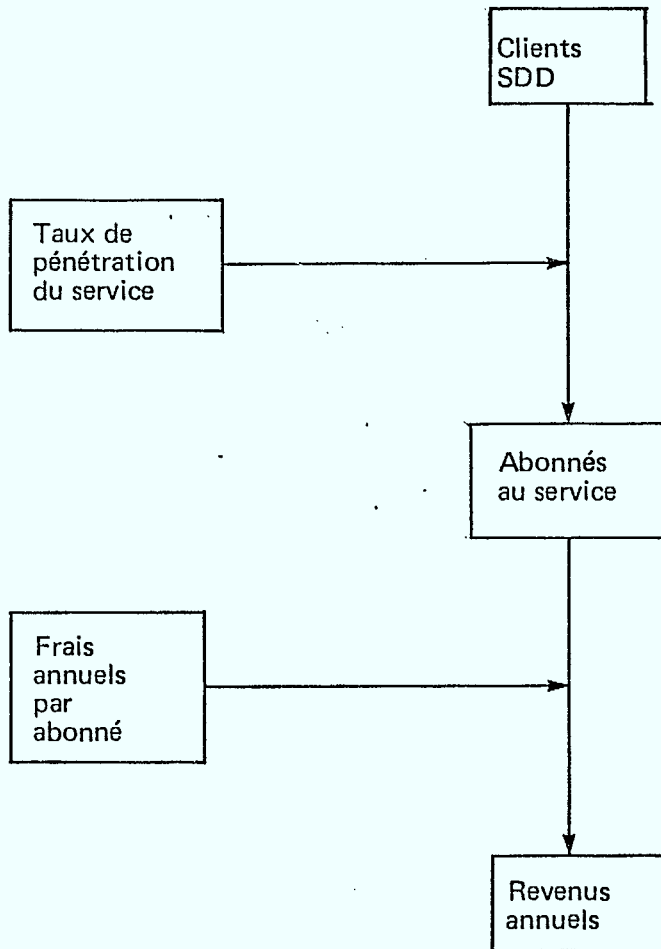 Clients
SDD
Taux de
pénétration
du service
Abonnés
au service
Frais
annuels
par
abonné
Revenus
annuels